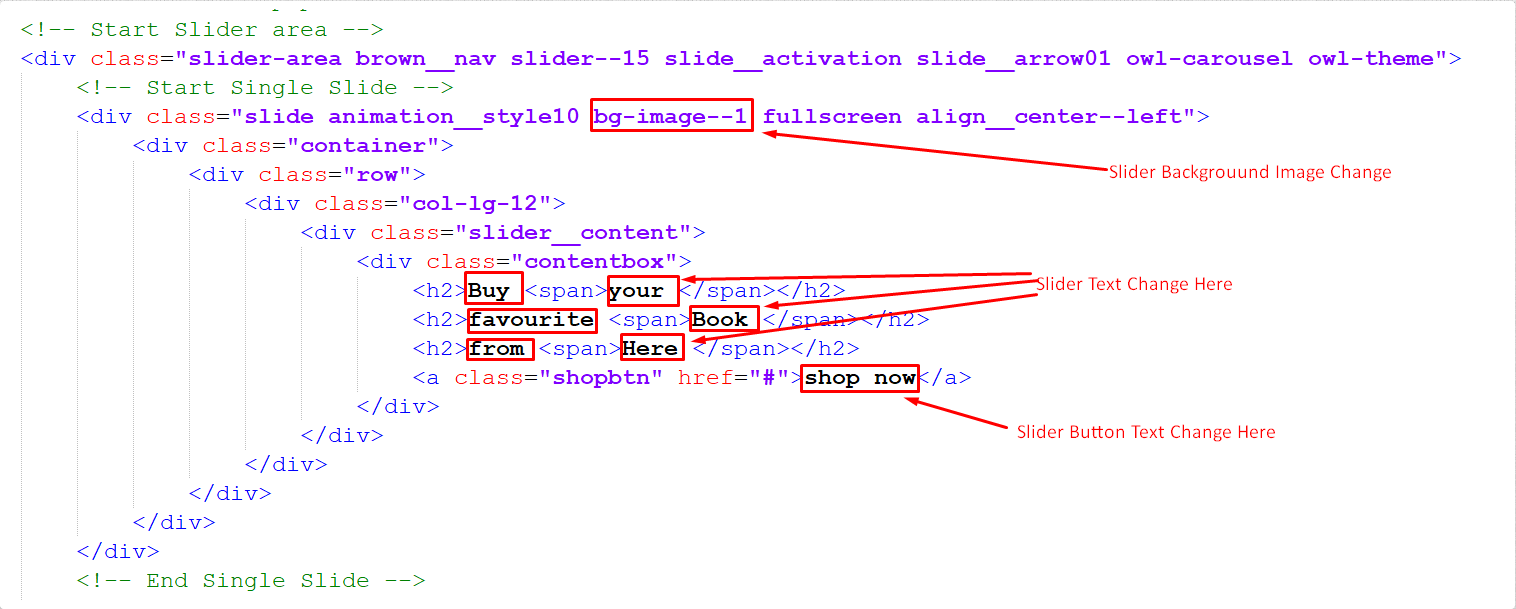 <!-- Start Slider area -->
<div class="slider-area brown__nav slider--15 slide__activation slide__arrow01 owl-carousel owl-theme">
<!-- Start Single Slide -->
<div class="slide animation__style10 bg-image--1 fullscreen align__center--left">
<div class="container">
Slider Backgrouund Image Change
<div class="row">
<div class="col-lg-12">
<div class="slider__content">
<div class="contentbox">
<h2>Buy <span>your </span></h2>
Slider Text Change Here
<h2>favourite <span>Book </span></h2>
<h2>from <span>Here </span></h2>
<a class="shopbtn" href="#">shop now</a>
</div>
Slider Button Text Change Here
</div>
</div>
</div>
</div>
</div>
<!-- End Single Slide -->